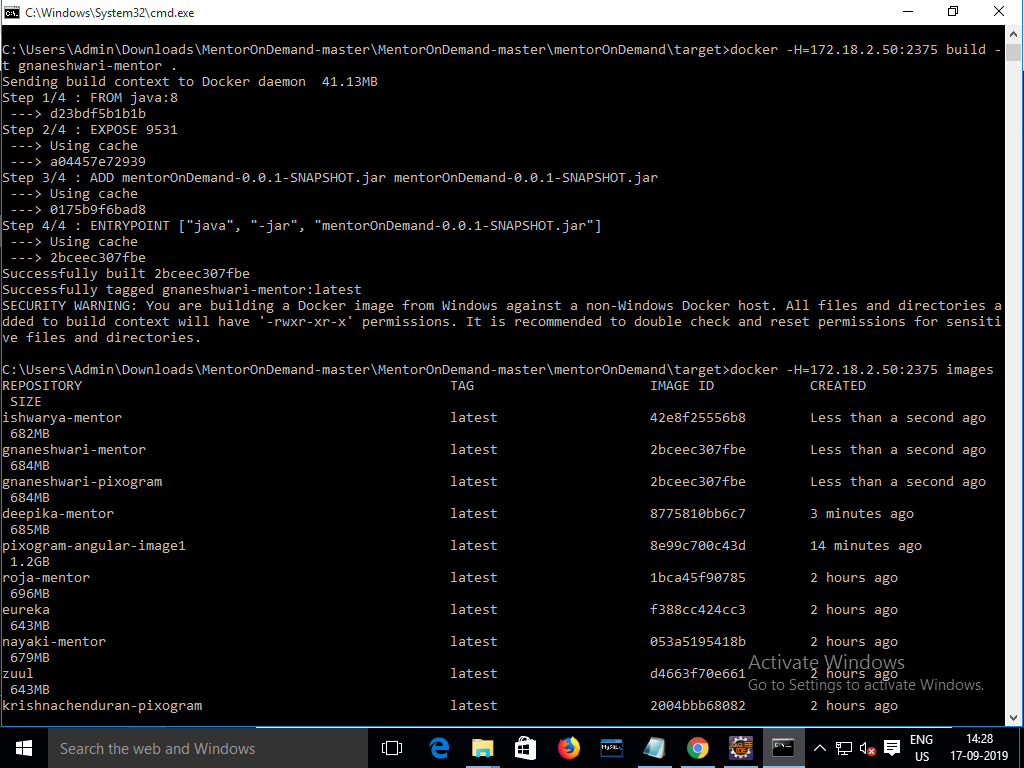 C:\Windows\System32\cmd.exe
C:\Users\Admin\Downloads\MentorOnDemand-master\MentorOnDemand-master\mentorOnDemand\target>docker -H=172.18.2.50:2375 build -
t gnaneshwari-mentor .
Sending build context to Docker daemon  41.13MB
Step 1/4 : FROM java:8
 ---> d23bdf5b1b1b
Step 2/4 : EXPOSE 9531
 ---> Using cache
 ---> a04457e72939
Step 3/4 : ADD mentorOnDemand-0.0.1-SNAPSHOT.jar mentorOnDemand-0.0.1-SNAPSHOT.jar
 ---> Using cache
 ---> 0175b9f6bad8
Step 4/4 : ENTRYPOINT ["java", "-jar", "mentorOnDemand-0.0.1-SNAPSHOT.jar"]
 ---> Using cache
 ---> 2bceec307fbe
Successfully built 2bceec307fbe
Successfully tagged gnaneshwari-mentor:latest
SECURITY WARNING: You are building a Docker image from Windows against a non-Windows Docker host. All files and directories a
dded to build context will have '-rwxr-xr-x' permissions. It is recommended to double check and reset permissions for sensiti
ve files and directories.
C:\Users\Admin\Downloads\MentorOnDemand-master\MentorOnDemand-master\mentorOnDemand\target>docker -H=172.18.2.50:2375 images
REPOSITORY TAG IMAGE ID CREATED
SIZE
ishwarya-mentor latest 42e8f25556b8 Less than a second ago
682MB
gnaneshwari-mentor latest 2bceec307fbe Less than a second ago
684MB
gnaneshwari-pixogram latest 2bceec307fbe Less than a second ago
684MB
deepika-mentor latest 8775810bb6c7 3 minutes ago
685MB
pixogram-angular-image1 latest 8e99c700c43d 14 minutes ago
1.2GB
roja-mentor latest 1bca45f90785 2 hours ago
696MB
eureka latest f388cc424cc3 2 hours ago
643MB
nayaki-mentor latest 053a5195418b 2 hours ago
679MB
zuul latest d4663f70e661 2 hours ago
643MB
krishnachenduran-pixogram latest 2004bbb68082 2 hours ago
Activate Windows
Go to Settings to activate Windows.
Search the web and Windows
MySQL
ENG
US
14:28
17-09-2019